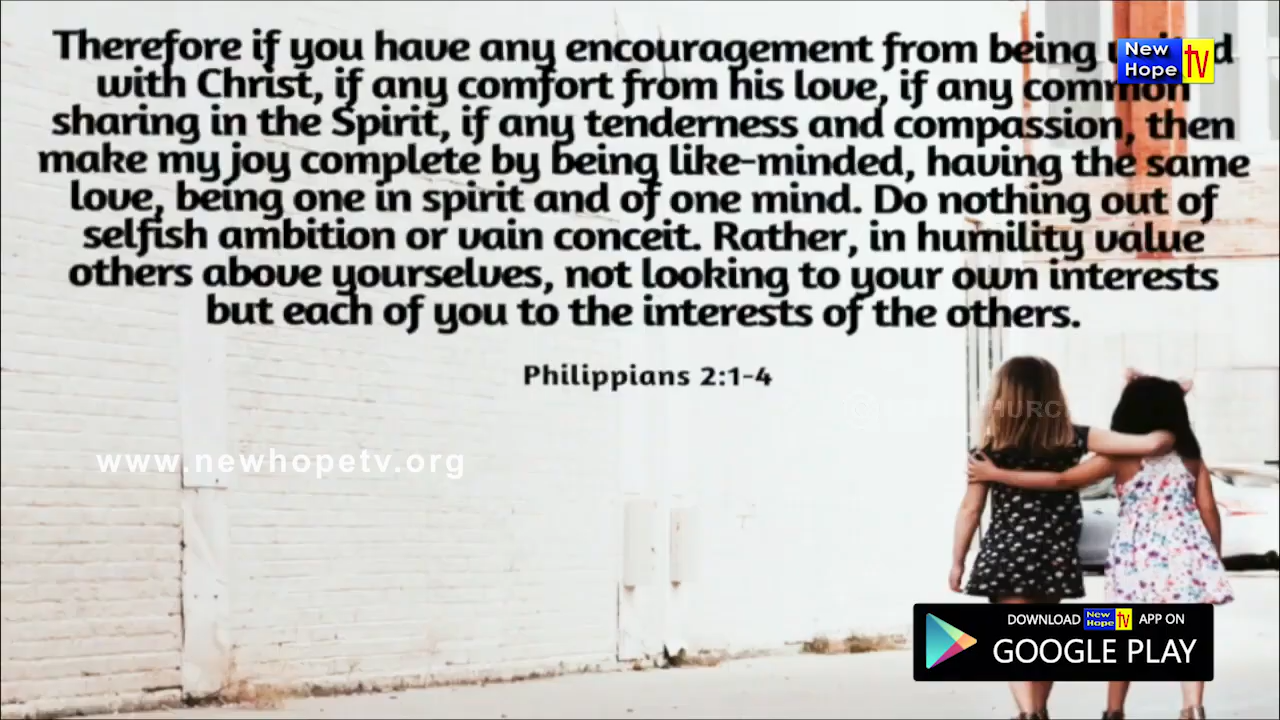 Therefore if you have any encouragement from being
with Christ, if any comfort from his love, if any common
sharing in the Spirit, if any tenderness and compassion, then
make my joy complete by being like-minded, having the same
love, being one in spirit and of one mind. Do nothing out of
selfish ambition or vain conceit. Rather, in humility value
others above yourselves, not looking to your own interests
but each of you to the interests of the others.
Philippians 2:1-4
New
Hope tv
www.newhopetv.org
DOWNLOAD New Hope tv APP ON
GOOGLE PLAY